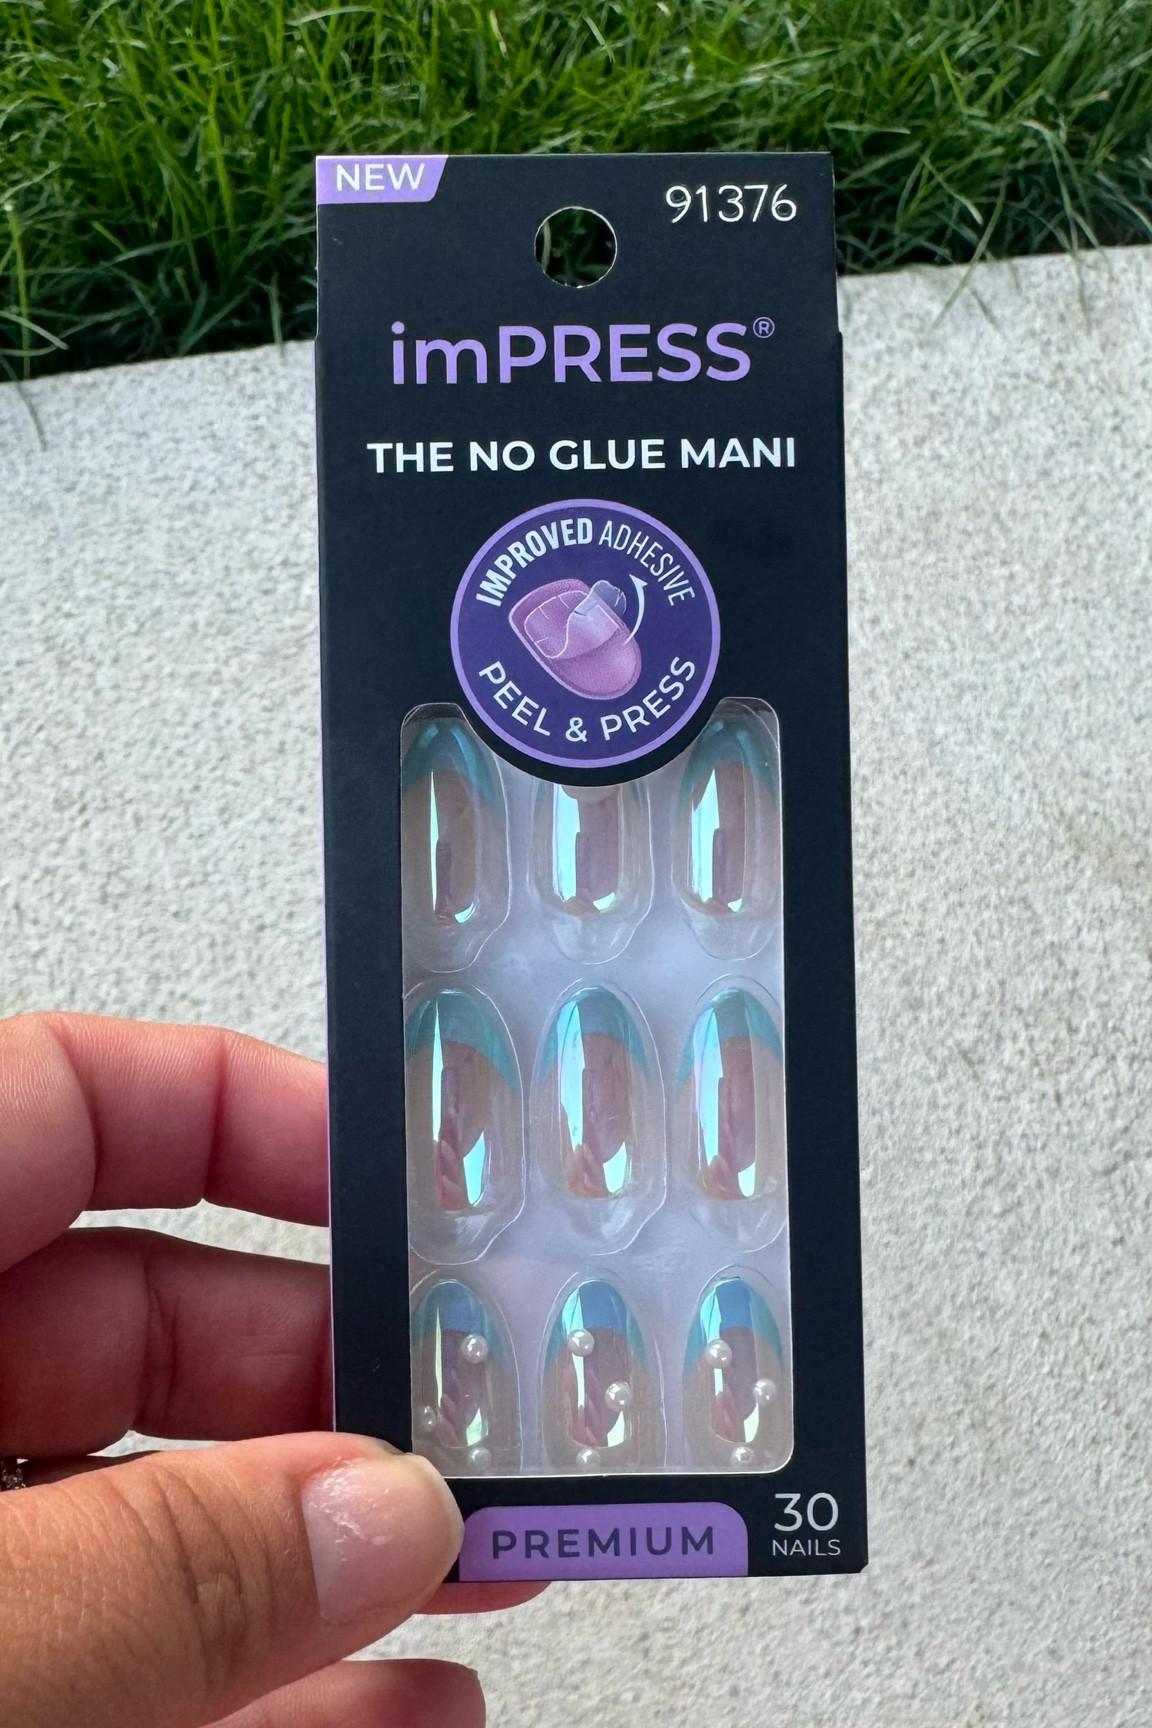 NEW
91376
imPRESS®
THE NO GLUE MANI
IMPROVED ADHESIVE
PEEL & PRESS
PREMIUM
30
NAILS